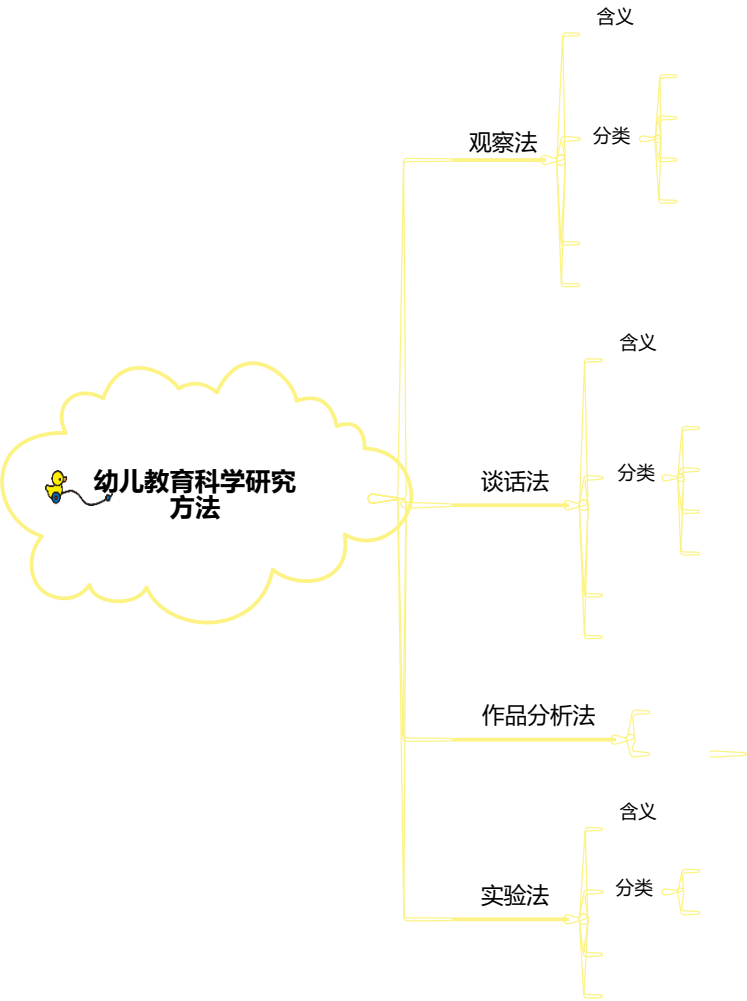 幼儿教育科学研究
方法
观察法
含义
分类
谈话法
含义
分类
作品分析法
实验法
含义
分类